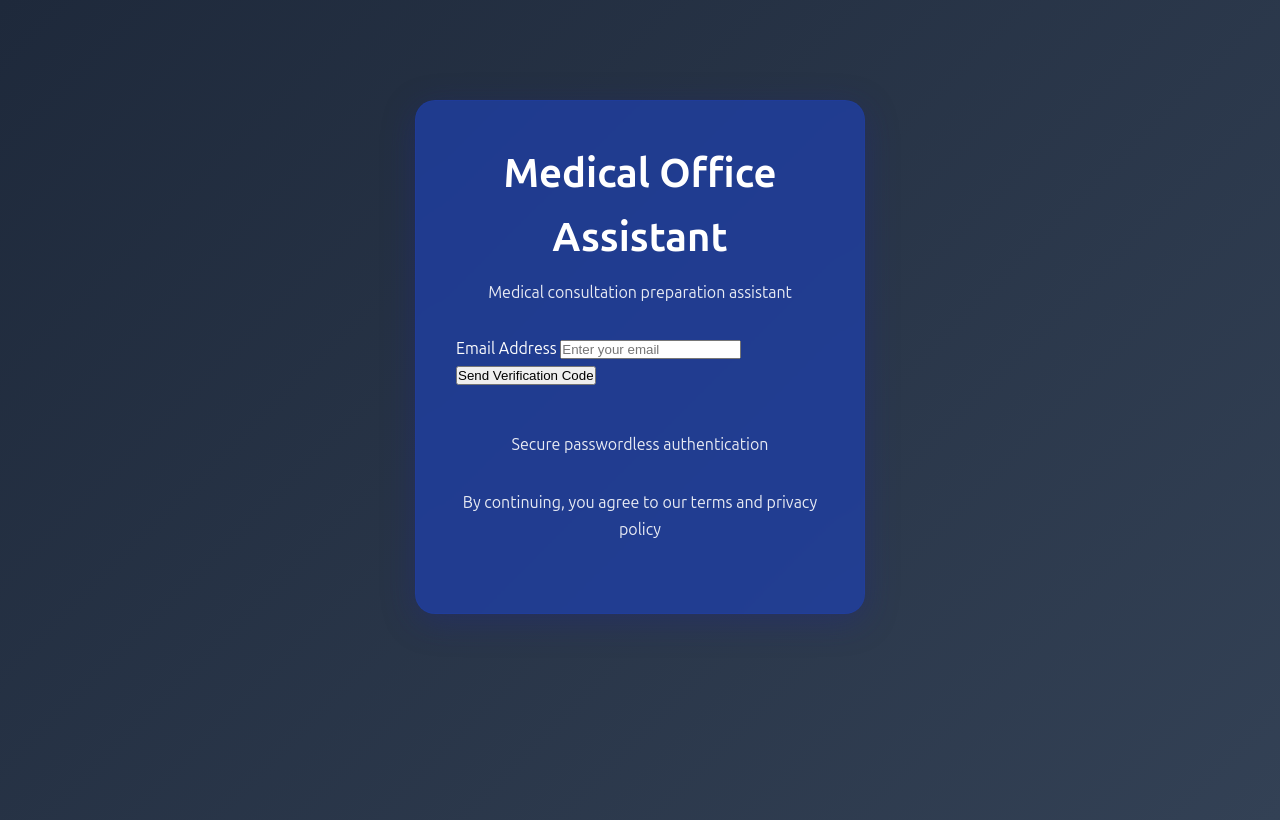 Medical Office
Assistant
Medical consultation preparation assistant
Email Address Enter your email
Send Verification Code
Secure passwordless authentication
By continuing, you agree to our terms and privacy
policy